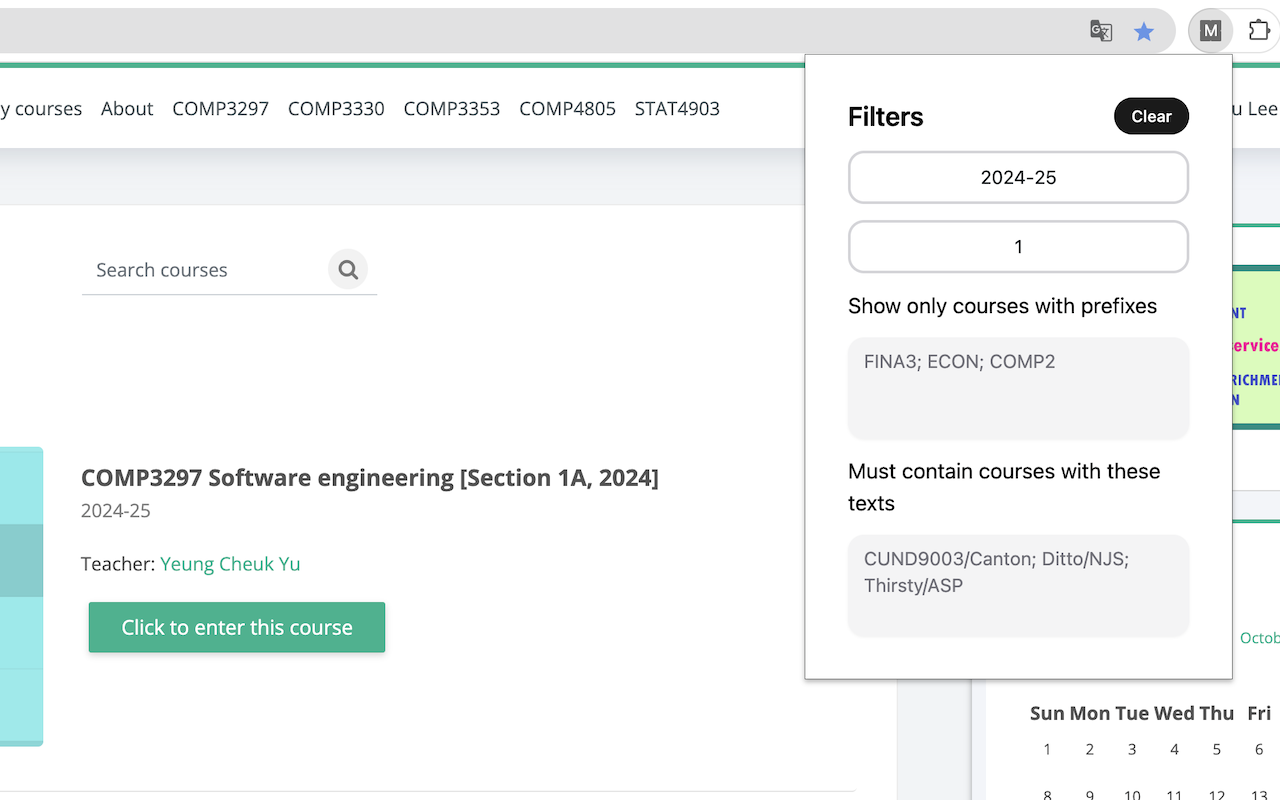 M
y courses About COMP3297 COMP3330 COMP3353 COMP4805 STAT4903
u Lee
Search courses
COMP3297 Software engineering [Section 1A, 2024]
2024-25
Teacher: Yeung Cheuk Yu
Click to enter this course
Filters
Clear
2024-25
1
Show only courses with prefixes
FINA3; ECON; COMP2
Must contain courses with these
texts
CUND9003/Canton; Ditto/NJS;
Thirsty/ASP
NT
service
RICHME
N
Octob
Sun Mon Tue Wed Thu Fri
1 2 3 4 5 6
8 9 10 11 12 13